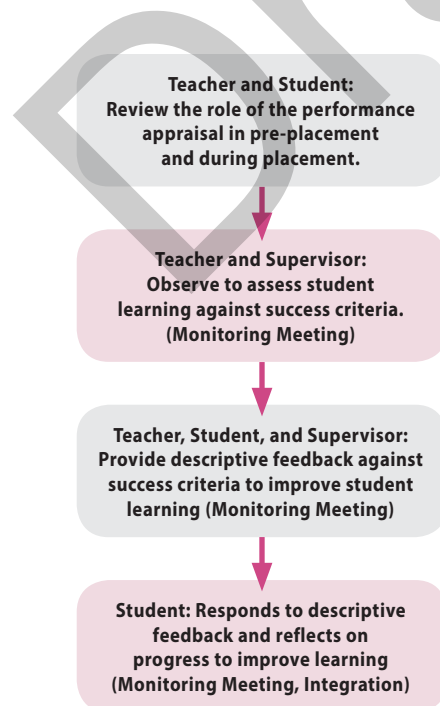 Teacher and Student:
Review the role of the performance
appraisal in pre-placement
and during placement.
Teacher and Supervisor:
Observe to assess student
learning against success criteria.
(Monitoring Meeting)
Teacher, Student, and Supervisor:
Provide descriptive feedback against
success criteria to improve student
learning (Monitoring Meeting)
Student: Responds to descriptive
feedback and reflects on
progress to improve learning
(Monitoring Meeting, Integration)